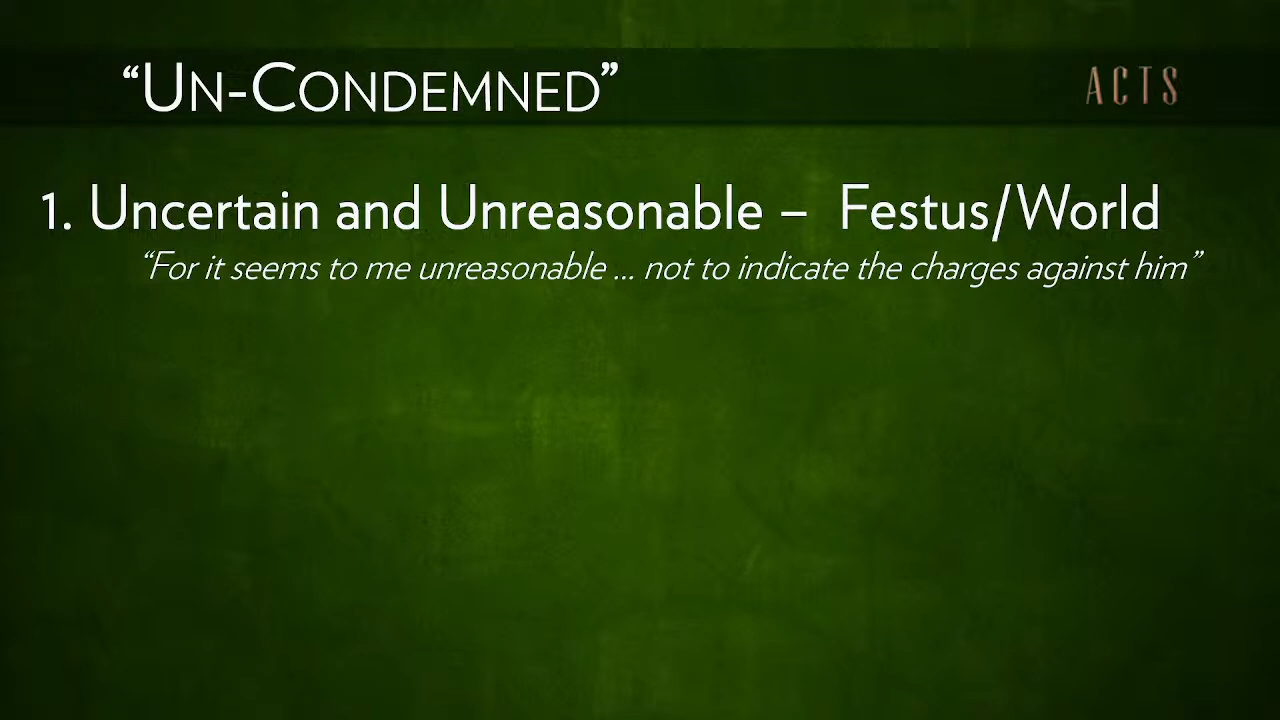 “Un-Condemned”
ACTS
1. Uncertain and Unreasonable – Festus/World
“For it seems to me unreasonable ... not to indicate the charges against him”